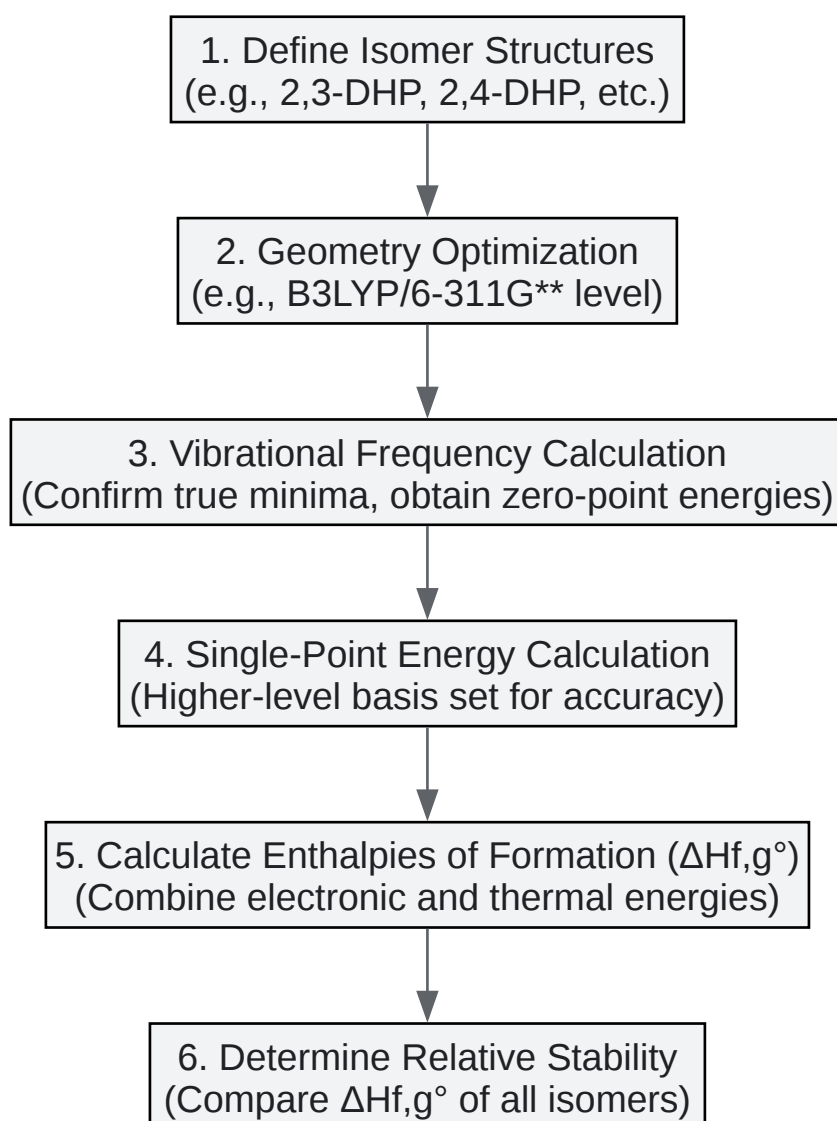 1. Define Isomer Structures
(e.g., 2,3-DHP, 2,4-DHP, etc.)
2. Geometry Optimization
(e.g., B3LYP/6-311G** level)
3. Vibrational Frequency Calculation
(Confirm true minima, obtain zero-point energies)
4. Single-Point Energy Calculation
(Higher-level basis set for accuracy)
5. Calculate Enthalpies of Formation (ΔHf,g°)
(Combine electronic and thermal energies)
6. Determine Relative Stability
(Compare ΔHf,g° of all isomers)